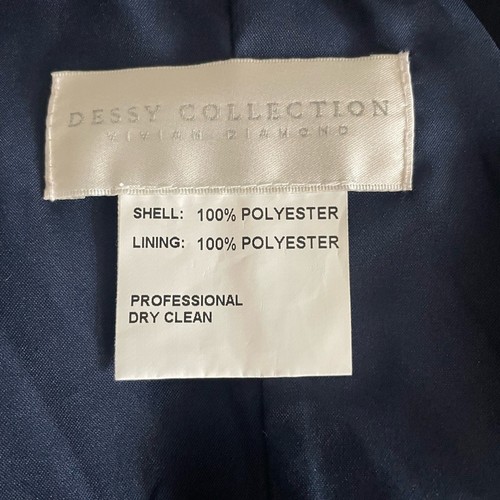 DESSY COLLECTION
VIVIAN DIAMOND
SHELL: 100% POLYESTER
LINING: 100% POLYESTER
PROFESSIONAL
DRY CLEAN